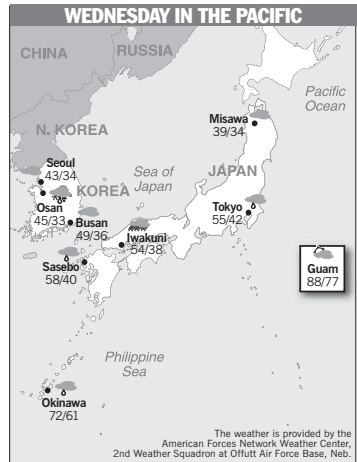 WEDNESDAY IN THE PACIFIC
CHINA
RUSSIA
Pacific
Ocean
Misawa
39/34
N. KOREA
Seoul
43/34
Sea of
Japan
JAPAN
KOREA
Osan
45/33
Busan
49/36
Tokyo
55/42
Iwakuni
54/38
Sasebo
58/40
Guam
88/77
Philippine
Sea
Okinawa
72/61
The weather is provided by the
American Forces Network Weather Center,
2nd Weather Squadron at Offutt Air Force Base, Neb.